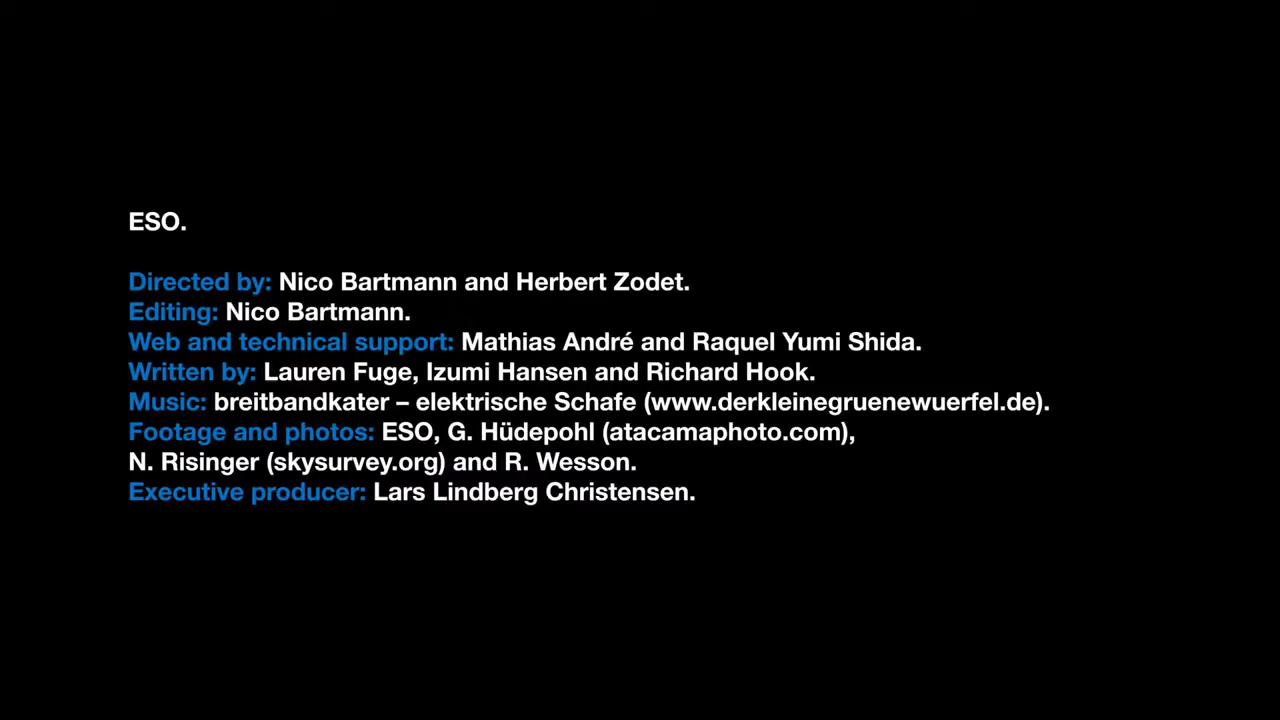 ESO.
Directed by: Nico Bartmann and Herbert Zodet.
Editing: Nico Bartmann.
Web and technical support: Mathias André and Raquel Yumi Shida.
Written by: Lauren Fuge, Izumi Hansen and Richard Hook.
Music: breitbandkater – elektrische Schafe (www.derkleinegruenewuerfel.de).
Footage and photos: ESO, G. Hüdepohl (atacamaphoto.com),
N. Risinger (skysurvey.org) and R. Wesson.
Executive producer: Lars Lindberg Christensen.